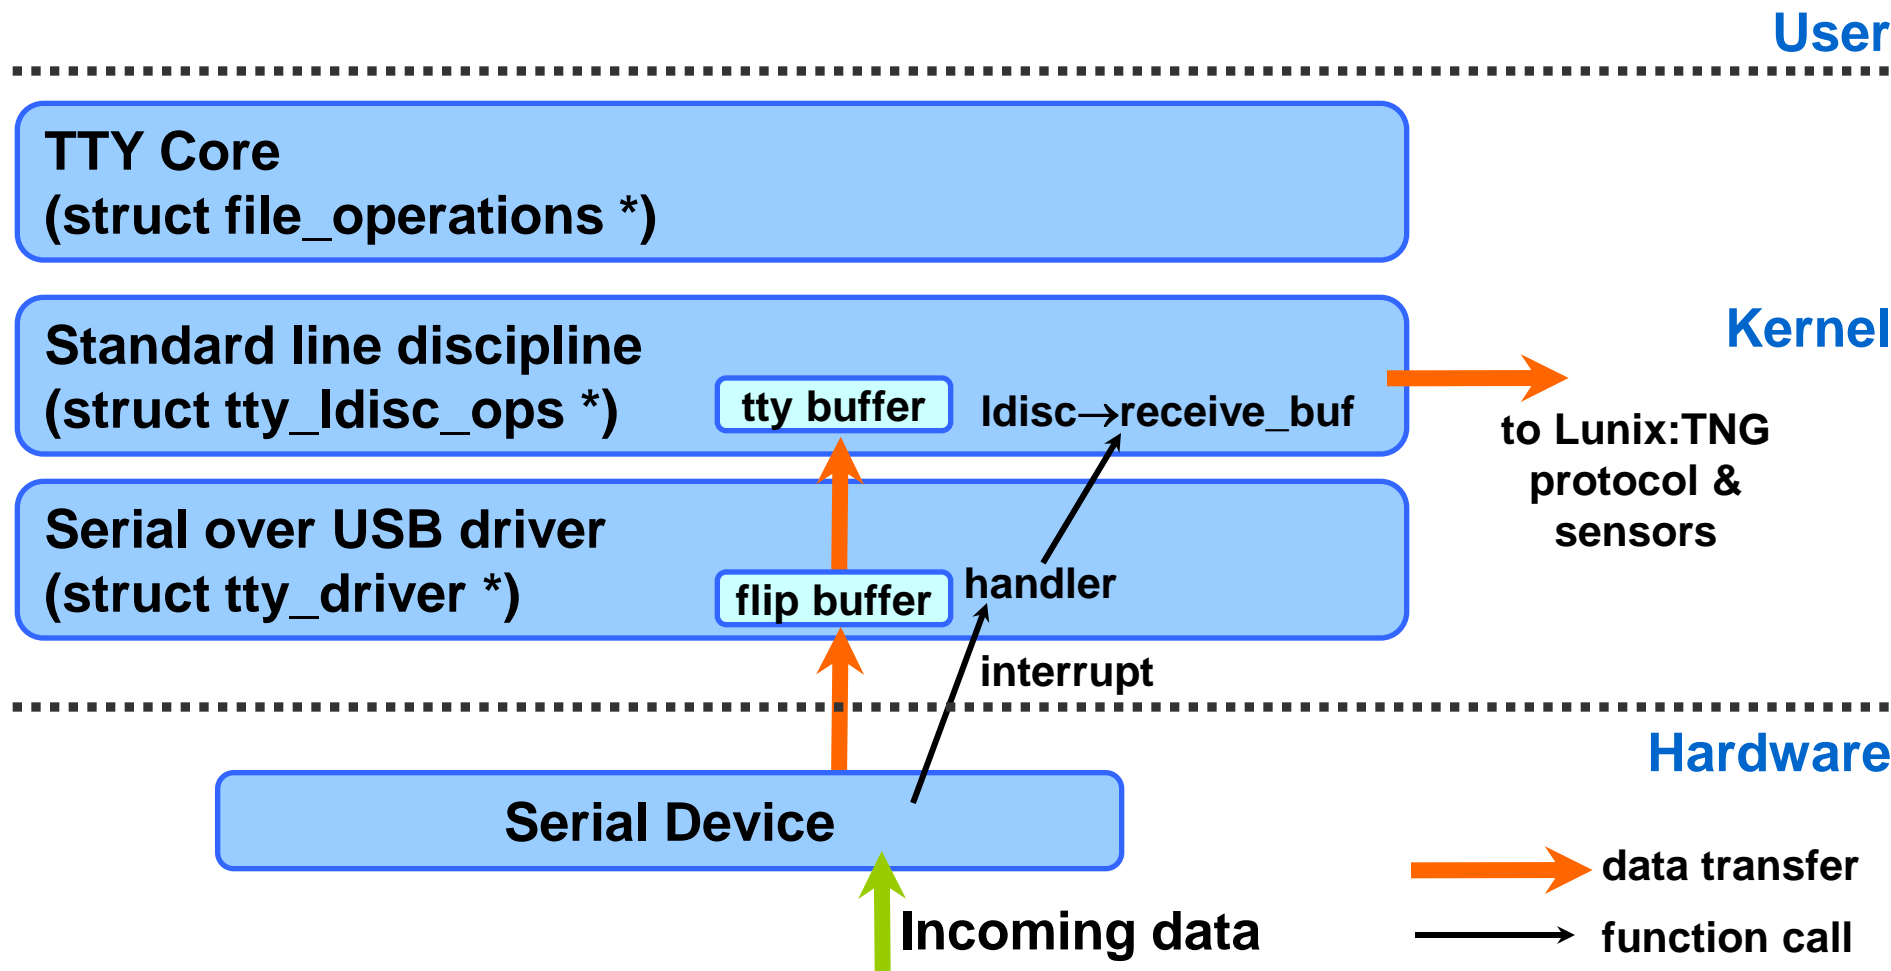 User
TTY Core
(struct file_operations *)
Standard line discipline
(struct tty_ldisc_ops *)
tty buffer
ldisc→receive_buf
Kernel
to Lunix:TNG
protocol &
sensors
Serial over USB driver
(struct tty_driver *)
flip buffer
handler
interrupt
Hardware
Serial Device
Incoming data
data transfer
function call